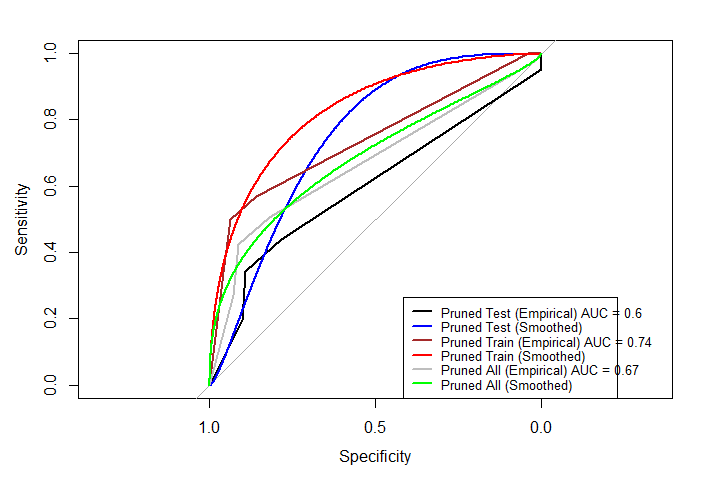 1.0
0.8
0.6
0.4
0.2
0.0
Sensitivity
Pruned Test (Empirical) AUC = 0.6
Pruned Test (Smoothed)
Pruned Train (Empirical) AUC = 0.74
Pruned Train (Smoothed)
Pruned All (Empirical) AUC = 0.67
Pruned All (Smoothed)
1.0 0.5 0.0
Specificity